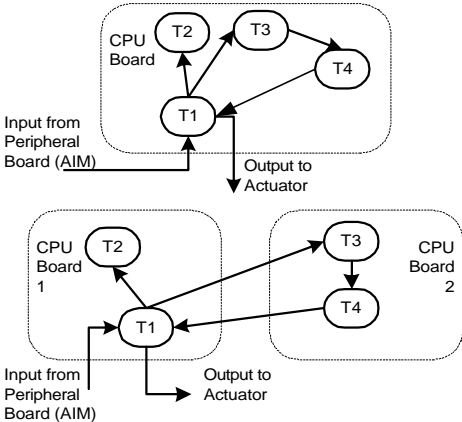 T2
T3
CPU
Board
T4
T1
Input from
Peripheral
Board (AIM)
Output to
Actuator
CPU
Board
1
T2
T3
CPU
Board
2
T4
T1
Input from
Peripheral
Board (AIM)
Output to
Actuator